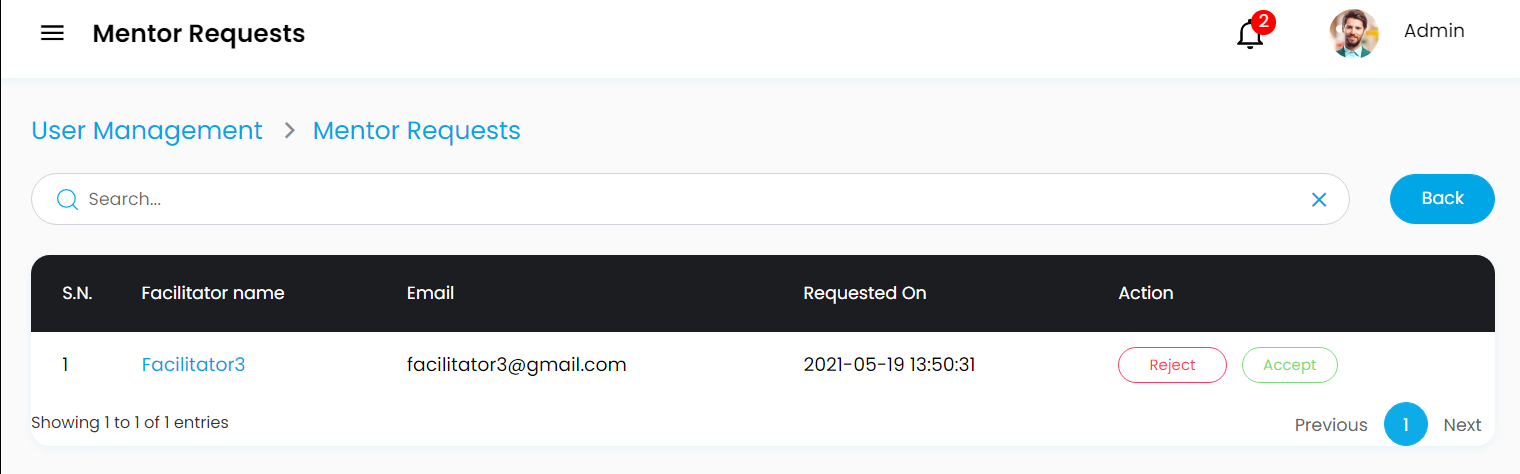 Mentor Requests
2
Admin
User Management > Mentor Requests
Search...
Back
S.N. Facilitator name Email Requested On Action
1 Facilitator3 facilitator3@gmail.com 2021-05-19 13:50:31 Reject Accept
Showing 1 to 1 of 1 entries
Previous 1 Next